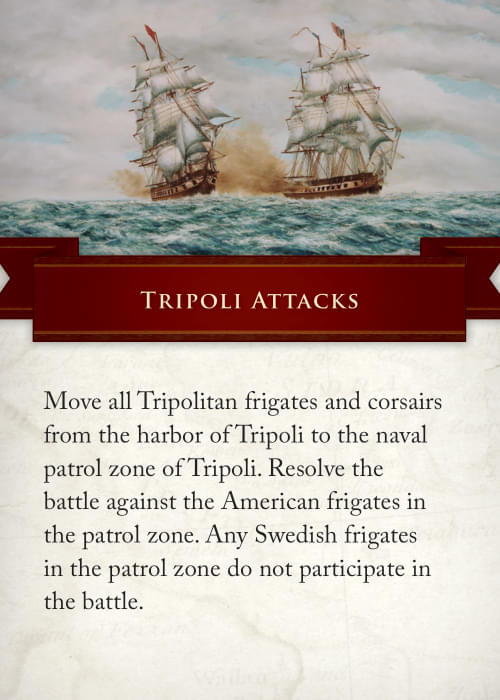 Tripoli Attacks
Move all Tripolitan frigates and corsairs
from the harbor of Tripoli to the naval
patrol zone of Tripoli. Resolve the
battle against the American frigates in
the patrol zone. Any Swedish frigates
in the patrol zone do not participate in
the battle.